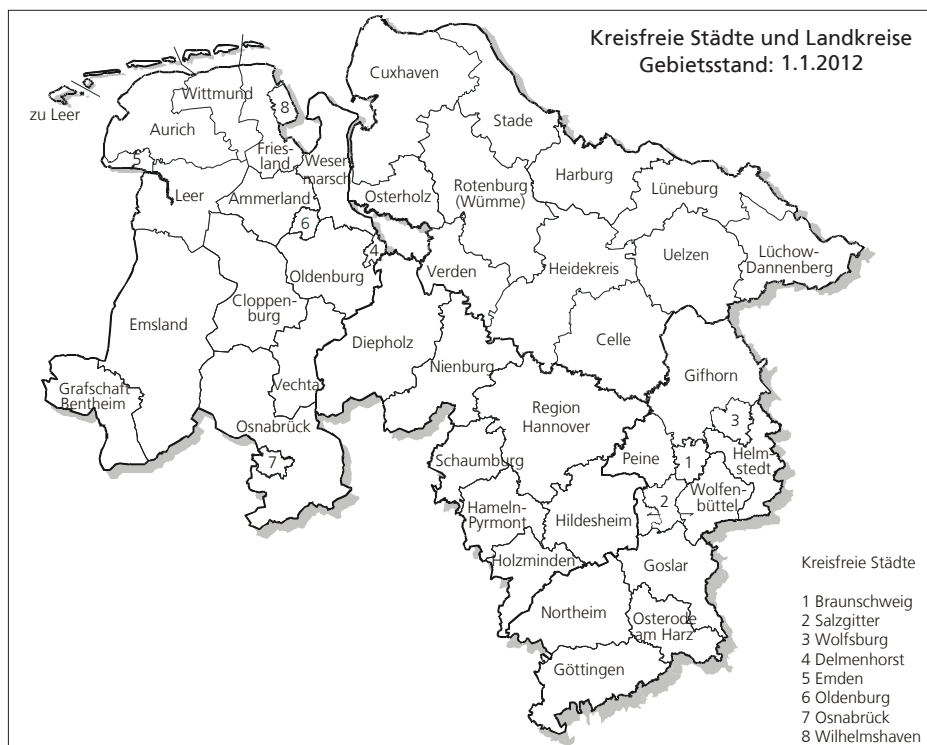 Kreisfreie Städte und Landkreise
Gebietsstand: 1.1.2012
Cuxhaven
Wittmund
8
zu Leer
Aurich
Stade
Fries-
land
Weser-
marsch
5
Harburg
Leer
Ammerland
Osterholz
Rotenburg
(Wümme)
Lüneburg
6
4
Oldenburg
Verden
Heidekreis
Uelzen
Lüchow-
Dannenberg
Cloppen-
burg
Emsland
Diepholz
Celle
Nienburg
Gifhorn
Grafschaft
Bentheim
Vechta
Region
Hannover
3
Osnabrück
7
Schaumburg
Peine
1
Helm-
stedt
2
Wolfen-
büttel
Hameln-
Pyrmont
Hildesheim
Holzminden
Goslar
Northeim
Osterode
am Harz
Göttingen
Kreisfreie Städte
1 Braunschweig
2 Salzgitter
3 Wolfsburg
4 Delmenhorst
5 Emden
6 Oldenburg
7 Osnabrück
8 Wilhelmshaven